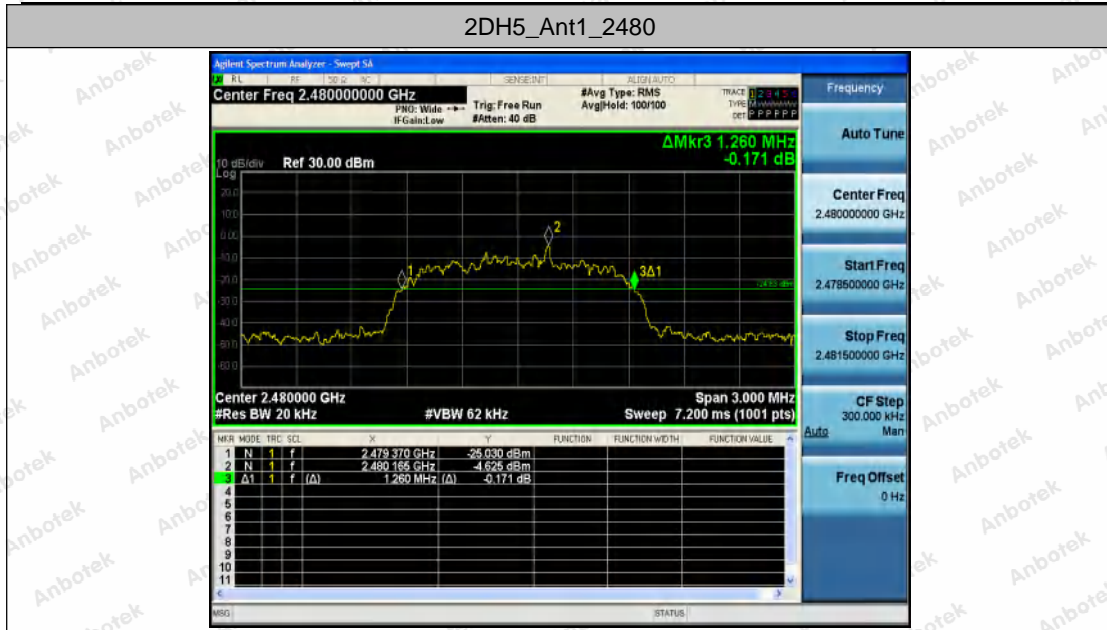 2DH5_Ant1_2480
Agilent Spectrum Analyzer - Swept SA
RL RF 50 Ω AC SENSE:INT ALIGN AUTO
Center Freq 2.480000000 GHz
PNO: Wide Trig: Free Run
IFGain:Low #Atten: 40 dB
#Avg Type: RMS
Avg|Hold: 100/100
TRACE 1 2 3 4 5 6
TYPE M
DET P P P P P P
Frequency
Auto Tune
ΔMkr3 1.260 MHz
-0.171 dB
10 dB/div Ref 30.00 dBm
Log
20.0
10.0
0.00
-10.0
-20.0
-30.0
-40.0
-50.0
-60.0
1
2
3Δ1
Center Freq
2.480000000 GHz
Start Freq
2.478500000 GHz
Stop Freq
2.481500000 GHz
Center 2.480000 GHz Span 3.000 MHz
#Res BW 20 kHz #VBW 62 kHz Sweep 7.200 ms (1001 pts)
CF Step
300.000 kHz
Auto Man
Freq Offset
0 Hz
MKR MODE TRC SCL X Y FUNCTION FUNCTION WIDTH FUNCTION VALUE
1 N 1 f 2.479 370 GHz -25.030 dBm
2 N 1 f 2.480 165 GHz -4.625 dBm
3 Δ1 1 f (Δ) 1.260 MHz (Δ) -0.171 dB
4
5
6
7
8
9
10
11
MSG STATUS
Anbotek